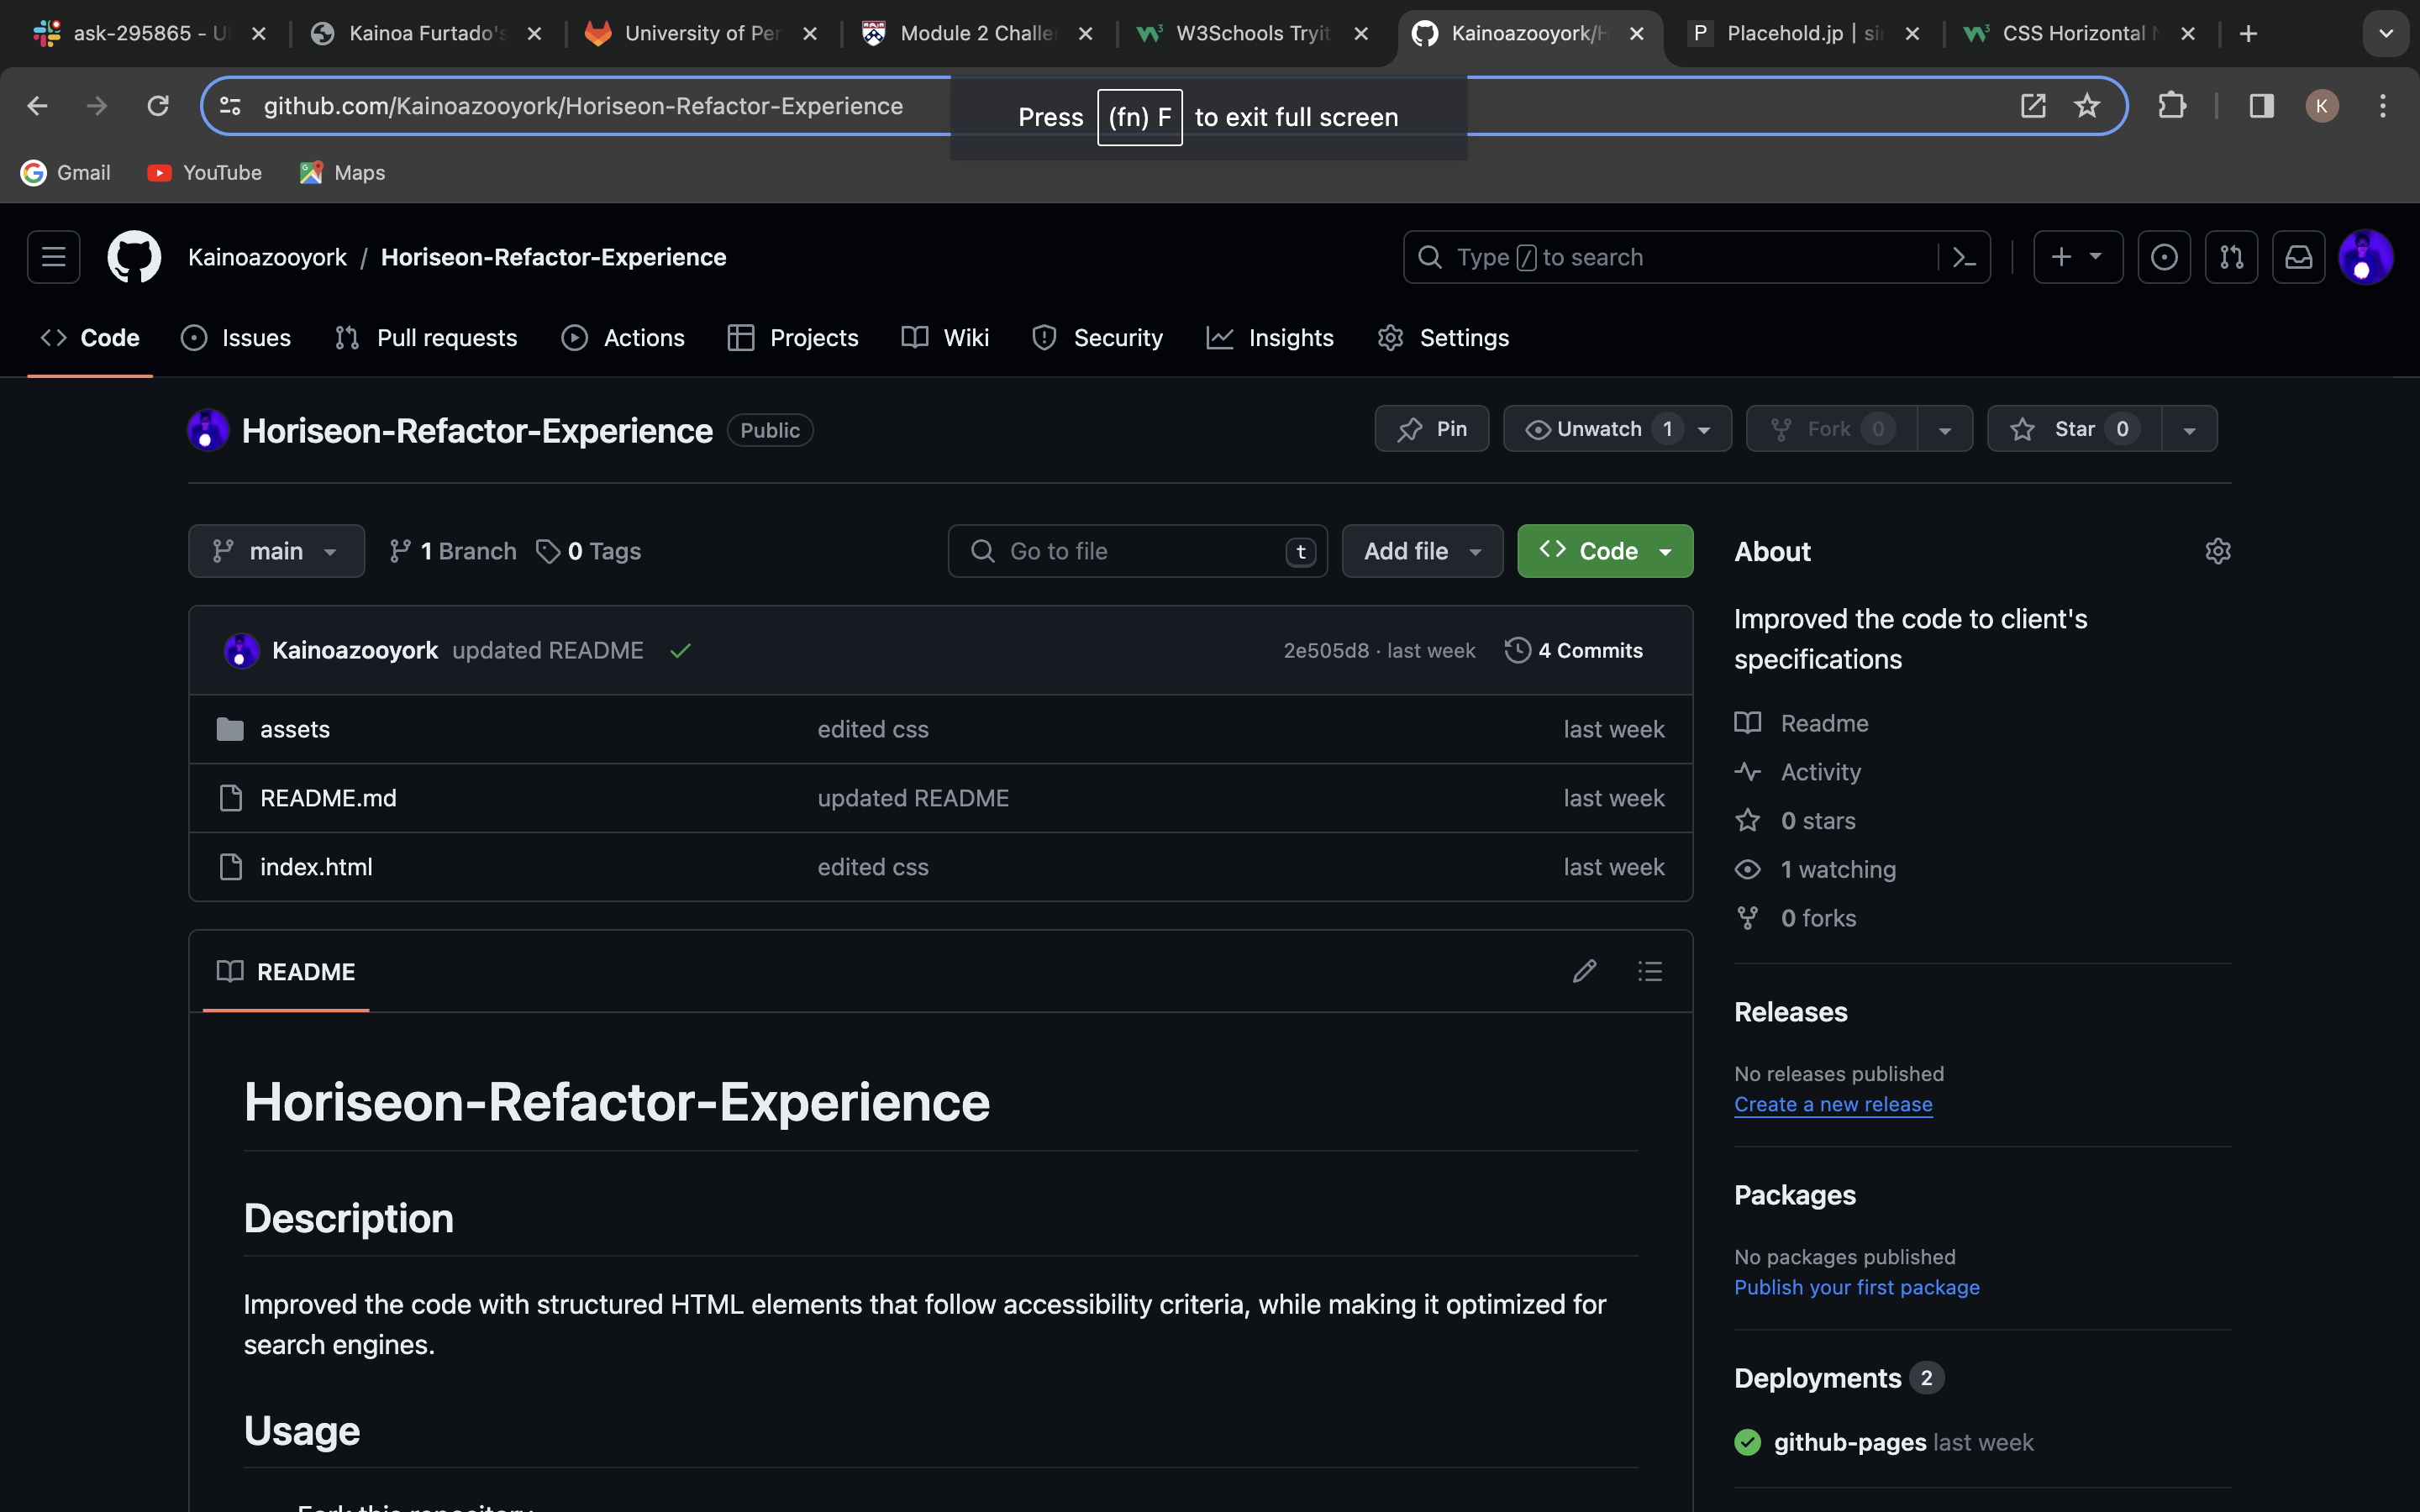 ask-295865 - U
Kainoa Furtado's
University of Per
Module 2 Challe
W3Schools Tryit
Kainoazooyork/H
Placehold.jp | si
CSS Horizontal N
github.com/Kainoazooyork/Horiseon-Refactor-Experience
Press (fn) F to exit full screen
K
Gmail
YouTube
Maps
Kainoazooyork / Horiseon-Refactor-Experience
Type / to search
Code
Issues
Pull requests
Actions
Projects
Wiki
Security
Insights
Settings
Horiseon-Refactor-Experience Public
Pin
Unwatch 1
Fork 0
Star 0
main
1 Branch
0 Tags
Go to file t
Add file
Code
Kainoazooyork updated README
2e505d8 · last week
4 Commits
assets edited css last week
README.md updated README last week
index.html edited css last week
README
Horiseon-Refactor-Experience
Description
Improved the code with structured HTML elements that follow accessibility criteria, while making it optimized for
search engines.
Usage
Fork this repository
About
Improved the code to client's
specifications
Readme
Activity
0 stars
1 watching
0 forks
Releases
No releases published
Create a new release
Packages
No packages published
Publish your first package
Deployments 2
github-pages last week